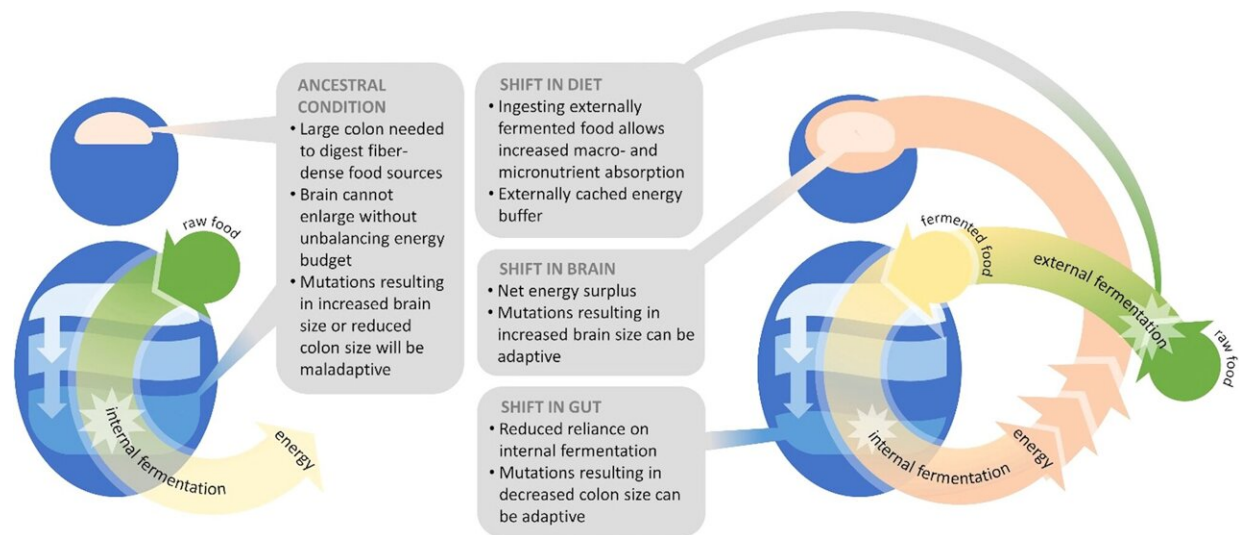 ANCESTRAL
CONDITION
• Large colon needed
to digest fiber-
dense food sources
• Brain cannot
enlarge without
unbalancing energy
budget
• Mutations resulting
in increased brain
size or reduced
colon size will be
maladaptive
raw food
internal fermentation
energy
SHIFT IN DIET
• Ingesting externally
fermented food allows
increased macro- and
micronutrient absorption
• Externally cached energy
buffer
SHIFT IN BRAIN
• Net energy surplus
• Mutations resulting in
increased brain size can be
adaptive
SHIFT IN GUT
• Reduced reliance on
internal fermentation
• Mutations resulting in
decreased colon size can
be adaptive
fermented food
external fermentation
raw food
internal fermentation
energy